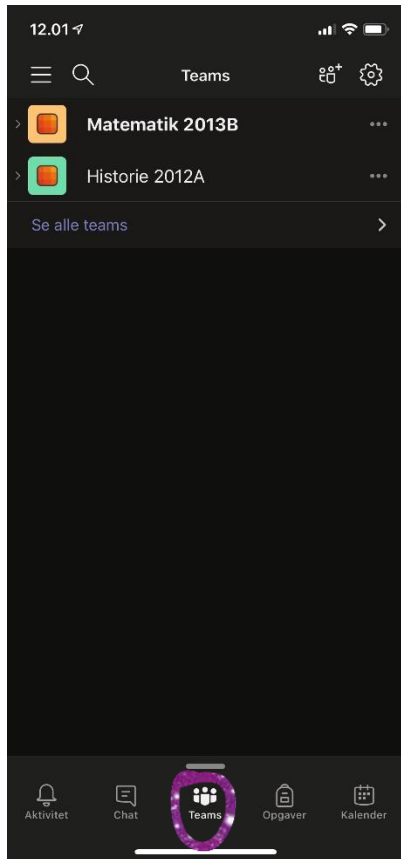 12.01
Teams
Matematik 2013B
Historie 2012A
Se alle teams
Aktivitet
Chat
Teams
Opgaver
Kalender